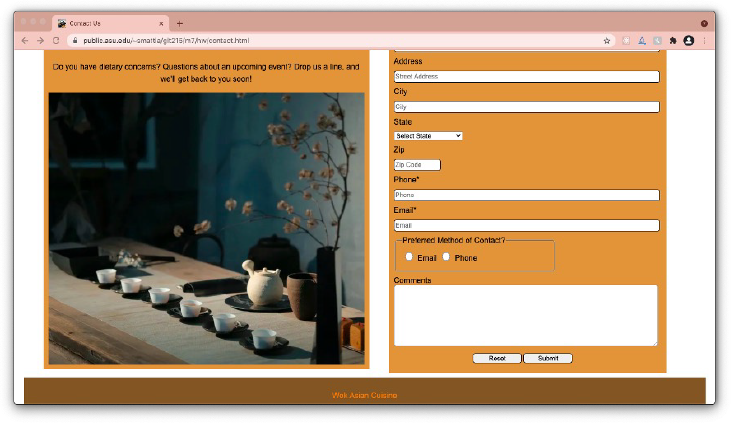 Contact Us
public.asu.edu/~smartla/git215/m7/hw/contact.html
Do you have dietary concerns? Questions about an upcoming event? Drop us a line, and
we'll get back to you soon!
Address
Street Address
City
City
State
Select State
Zip
Zip Code
Phone*
Phone
Email*
Email
Preferred Method of Contact?
Email Phone
Comments
Reset Submit
Wok Asian Cuisine